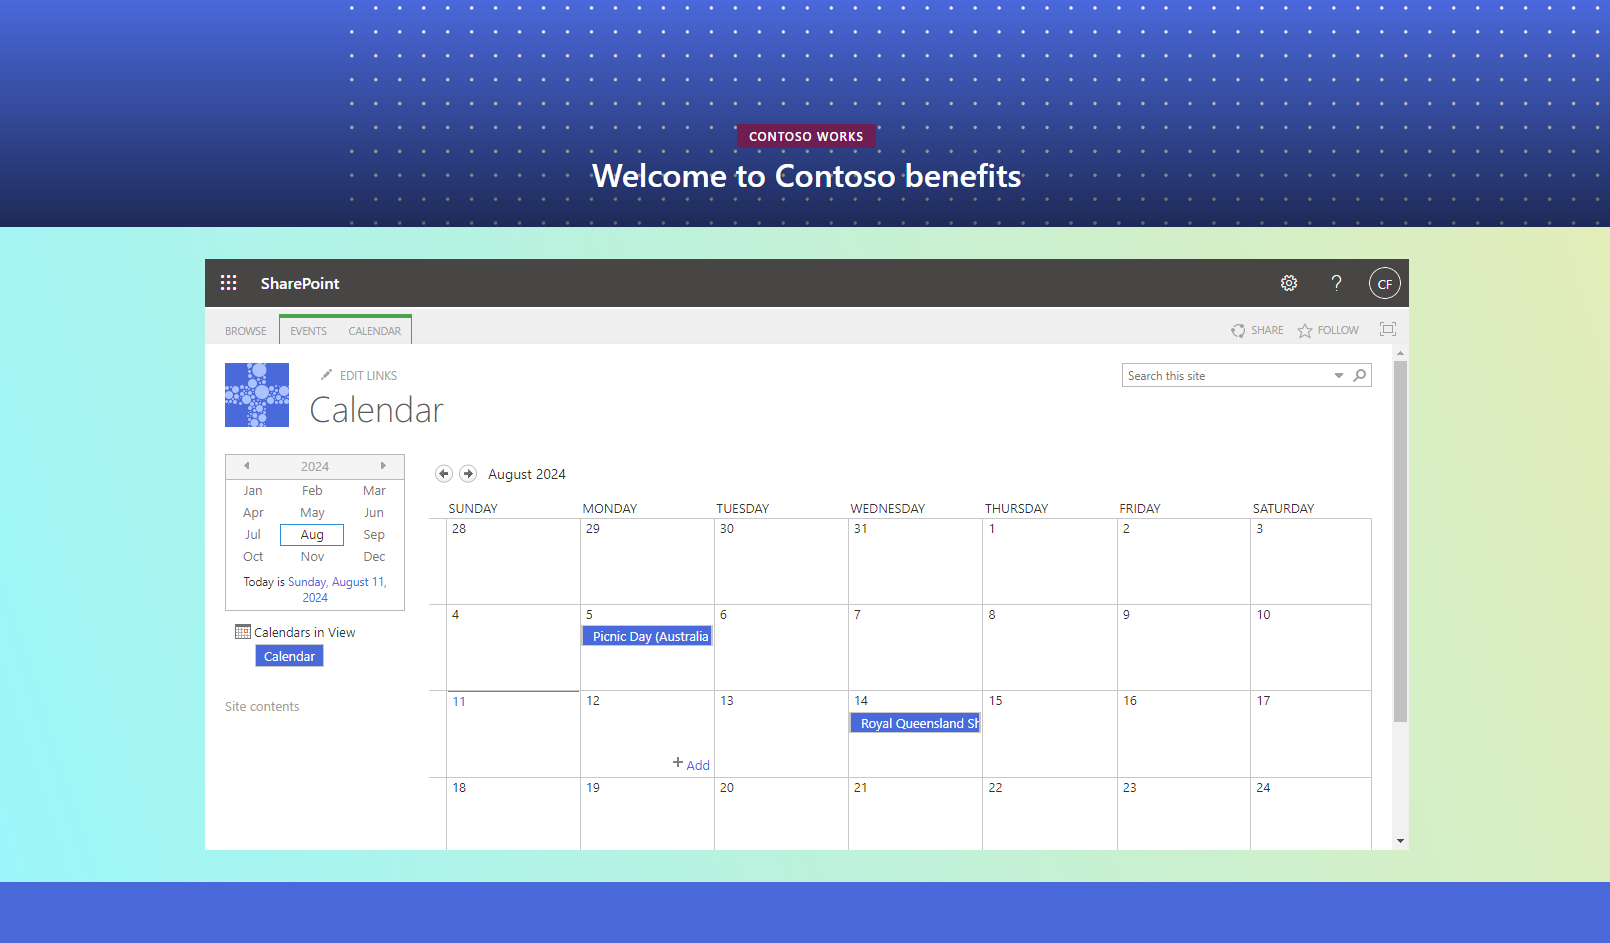 CONTOSO WORKS
Welcome to Contoso benefits
SharePoint
CF
BROWSE EVENTS CALENDAR
SHARE FOLLOW
EDIT LINKS
Search this site
Calendar
2024
Jan Feb Mar
Apr May Jun
Jul Aug Sep
Oct Nov Dec
Today is Sunday, August 11,
2024
Calendars in View
Calendar
Site contents
August 2024
SUNDAY MONDAY TUESDAY WEDNESDAY THURSDAY FRIDAY SATURDAY
28 29 30 31 1 2 3
4 5 6 7 8 9 10
Picnic Day (Australia
11 12 13 14 15 16 17
Royal Queensland Sh
+ Add
18 19 20 21 22 23 24